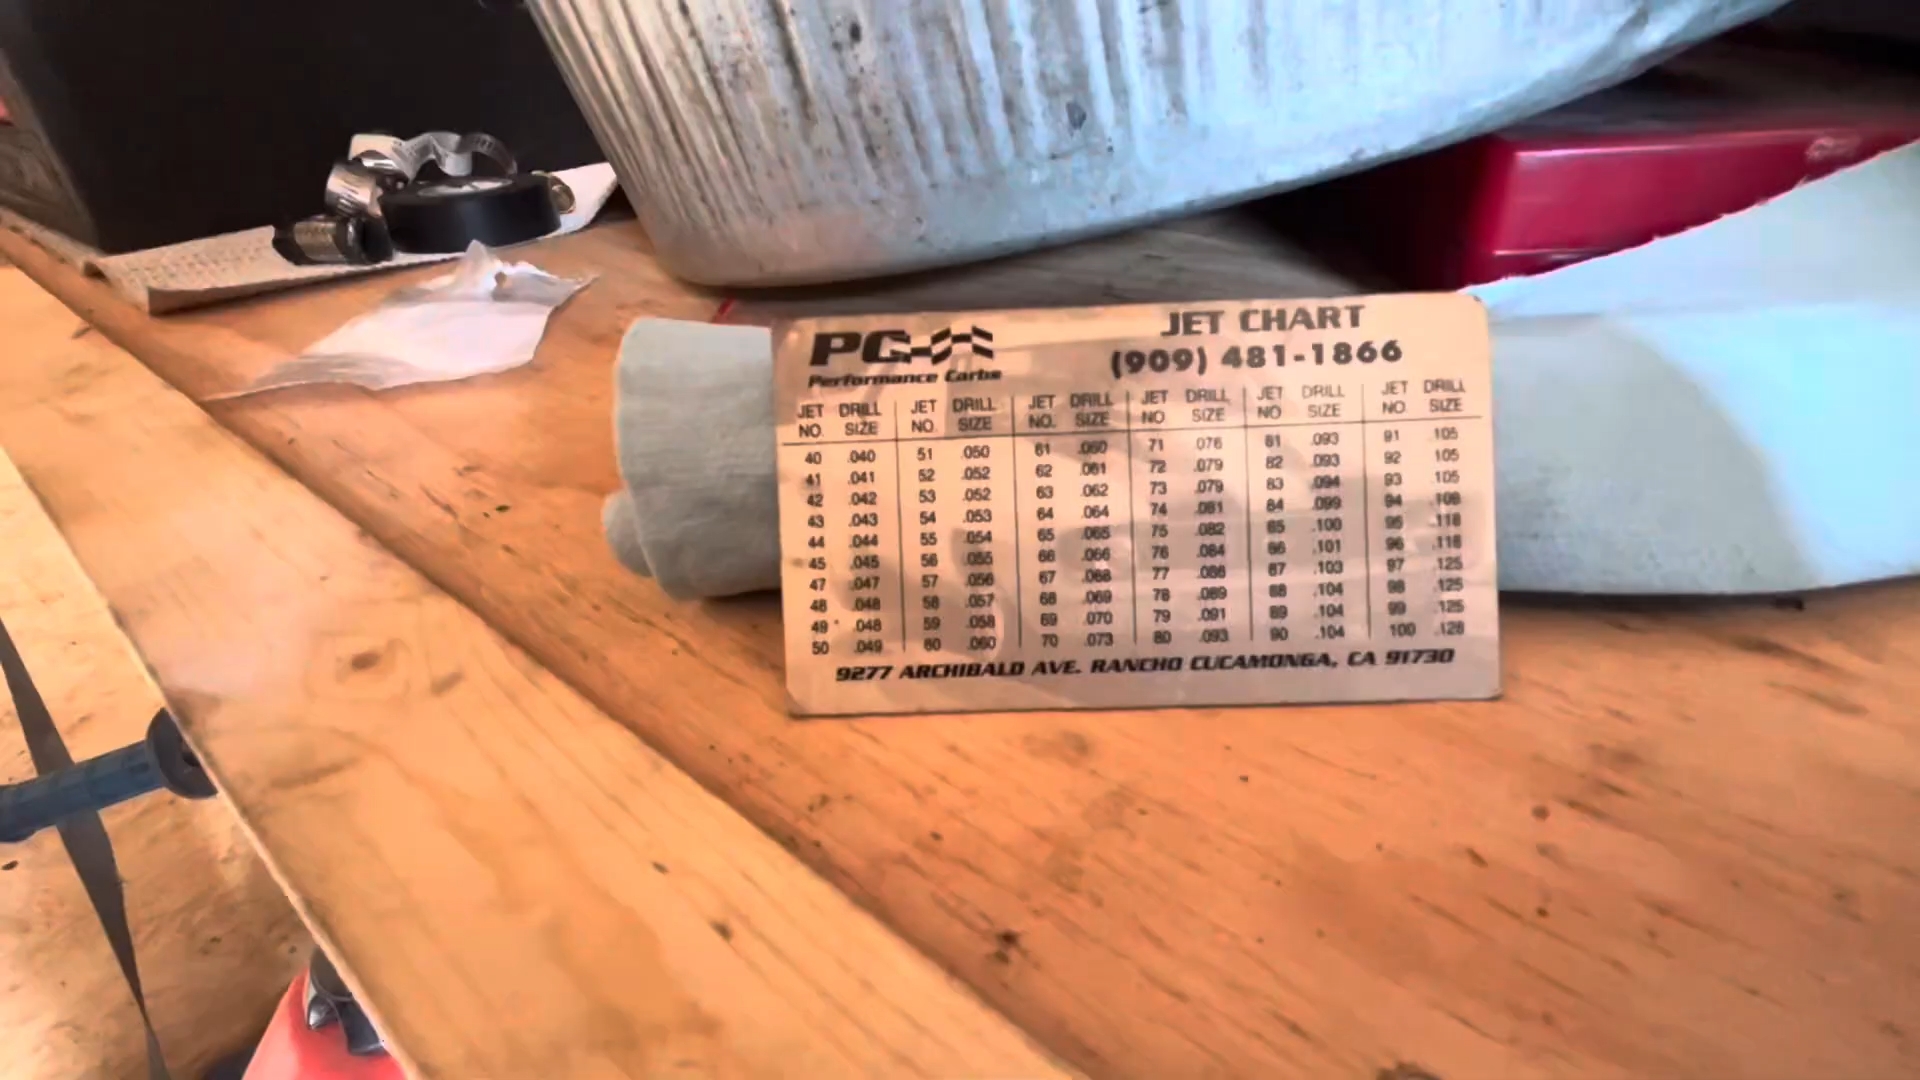 PC
Performance Carbs
JET CHART
(909) 481-1866
JET DRILL JET DRILL JET DRILL JET DRILL JET DRILL JET DRILL
NO. SIZE NO. SIZE NO. SIZE NO SIZE NO SIZE NO. SIZE
40 .040 51 .050 61 .060 71 .076 81 .093 91 .105
41 .041 52 .052 62 .061 72 .079 82 .093 92 .105
42 .042 53 .052 63 .062 73 .079 83 .094 93 .105
43 .043 54 .053 64 .064 74 .081 84 .099 94 .108
44 .044 55 .054 65 .065 75 .082 85 .100 95 .118
45 .045 56 .055 66 .066 76 .084 86 .101 96 .118
47 .047 57 .056 67 .068 77 .086 87 .103 97 .125
48 .048 58 .057 68 .069 78 .089 88 .104 98 .125
49 .048 59 .058 69 .070 79 .091 89 .104 99 .125
50 .049 60 .060 70 .073 80 .093 90 .104 100 .128
9277 ARCHIBALD AVE. RANCHO CUCAMONGA, CA 91730